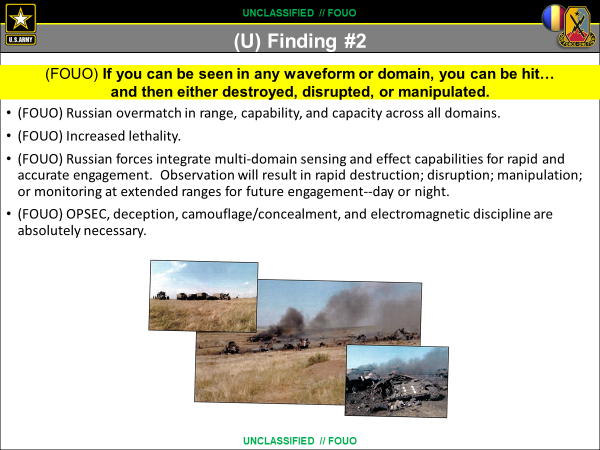 UNCLASSIFIED // FOUO
U.S.ARMY
(U) Finding #2
(FOUO) If you can be seen in any waveform or domain, you can be hit…
and then either destroyed, disrupted, or manipulated.
• (FOUO) Russian overmatch in range, capability, and capacity across all domains.
• (FOUO) Increased lethality.
• (FOUO) Russian forces integrate multi-domain sensing and effect capabilities for rapid and
accurate engagement.  Observation will result in rapid destruction; disruption; manipulation;
or monitoring at extended ranges for future engagement--day or night.
• (FOUO) OPSEC, deception, camouflage/concealment, and electromagnetic discipline are
absolutely necessary.
UNCLASSIFIED // FOUO